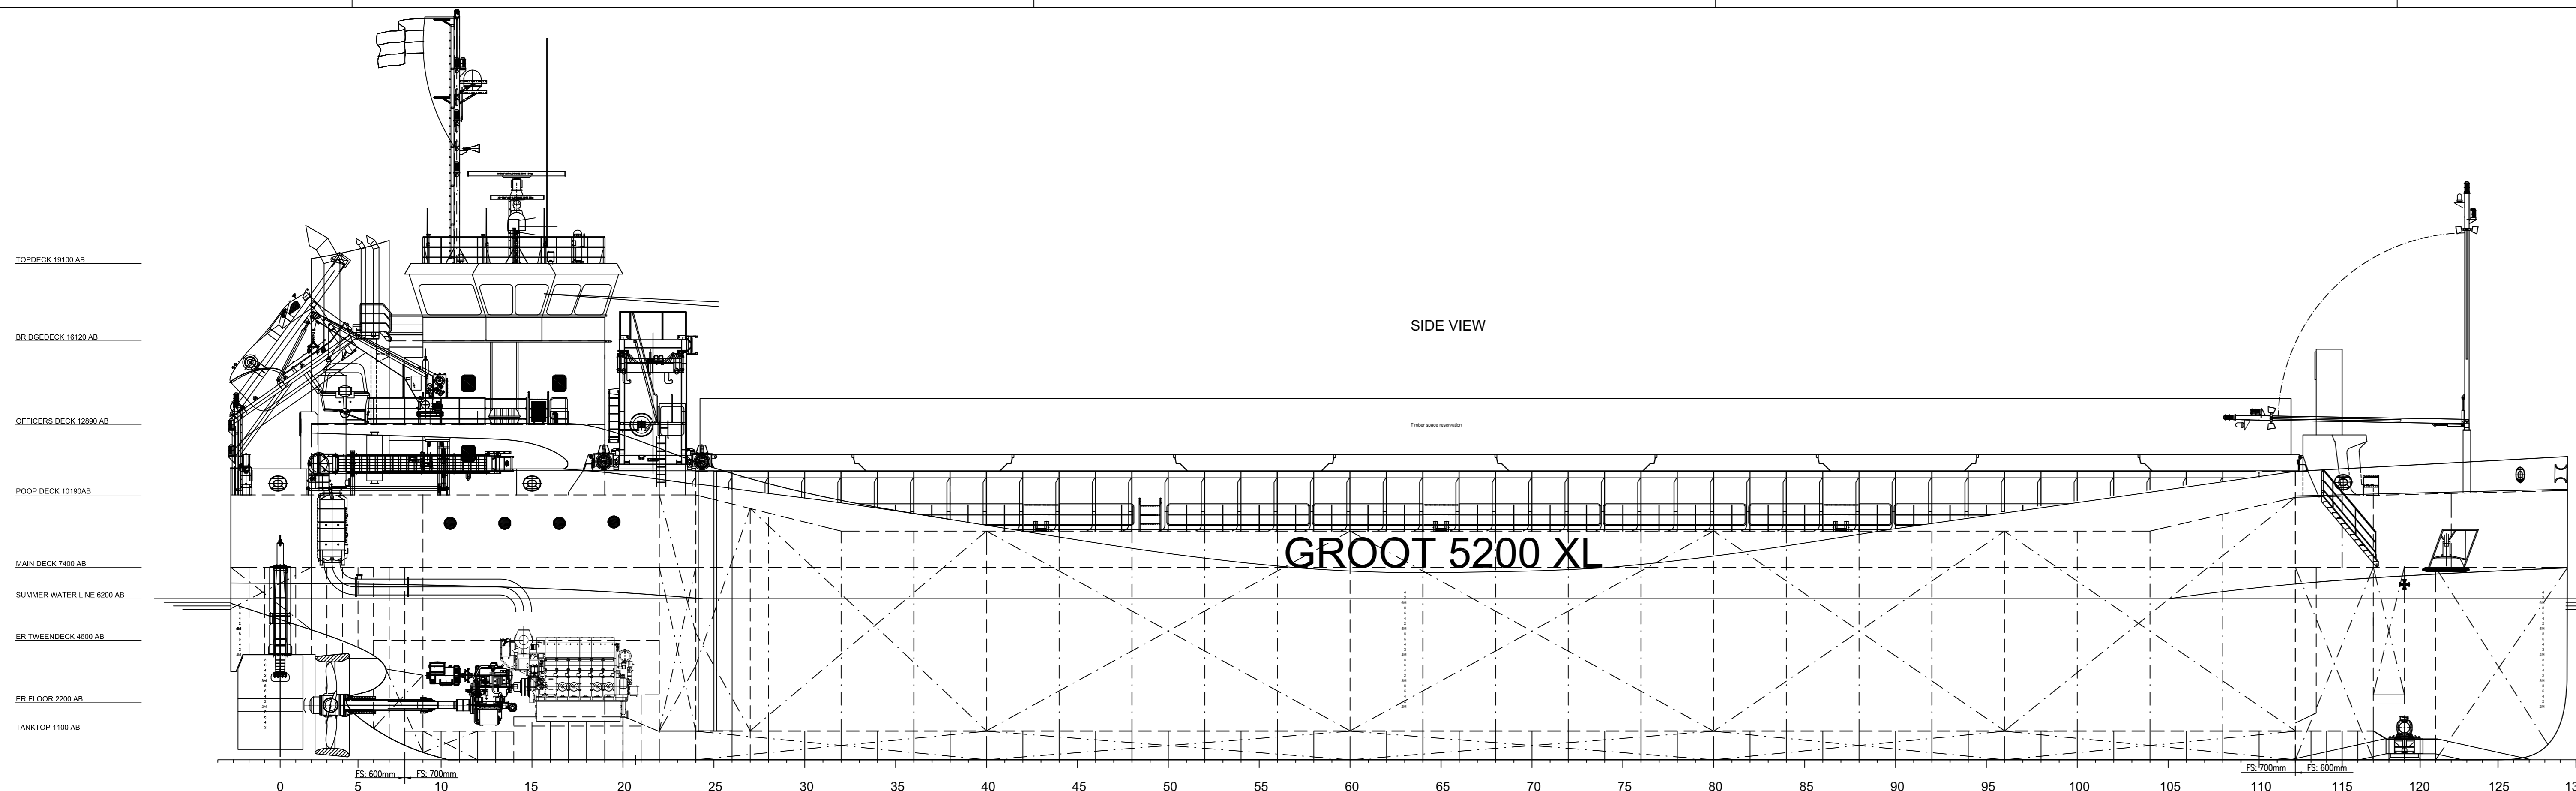 TOPDECK 19100 AB
SIDE VIEW
BRIDGEDECK 16120 AB
OFFICERS DECK 12890 AB
Timber space reservation
POOP DECK 10190AB
GROOT 5200 XL
MAIN DECK 7400 AB
SUMMER WATER LINE 6200 AB
ER TWEENDECK 4600 AB
ER FLOOR 2200 AB
TANKTOP 1100 AB
FS: 600mm FS: 700mm FS: 700mm FS: 600mm
0 5 10 15 20 25 30 35 40 45 50 55 60 65 70 75 80 85 90 95 100 105 110 115 120 125